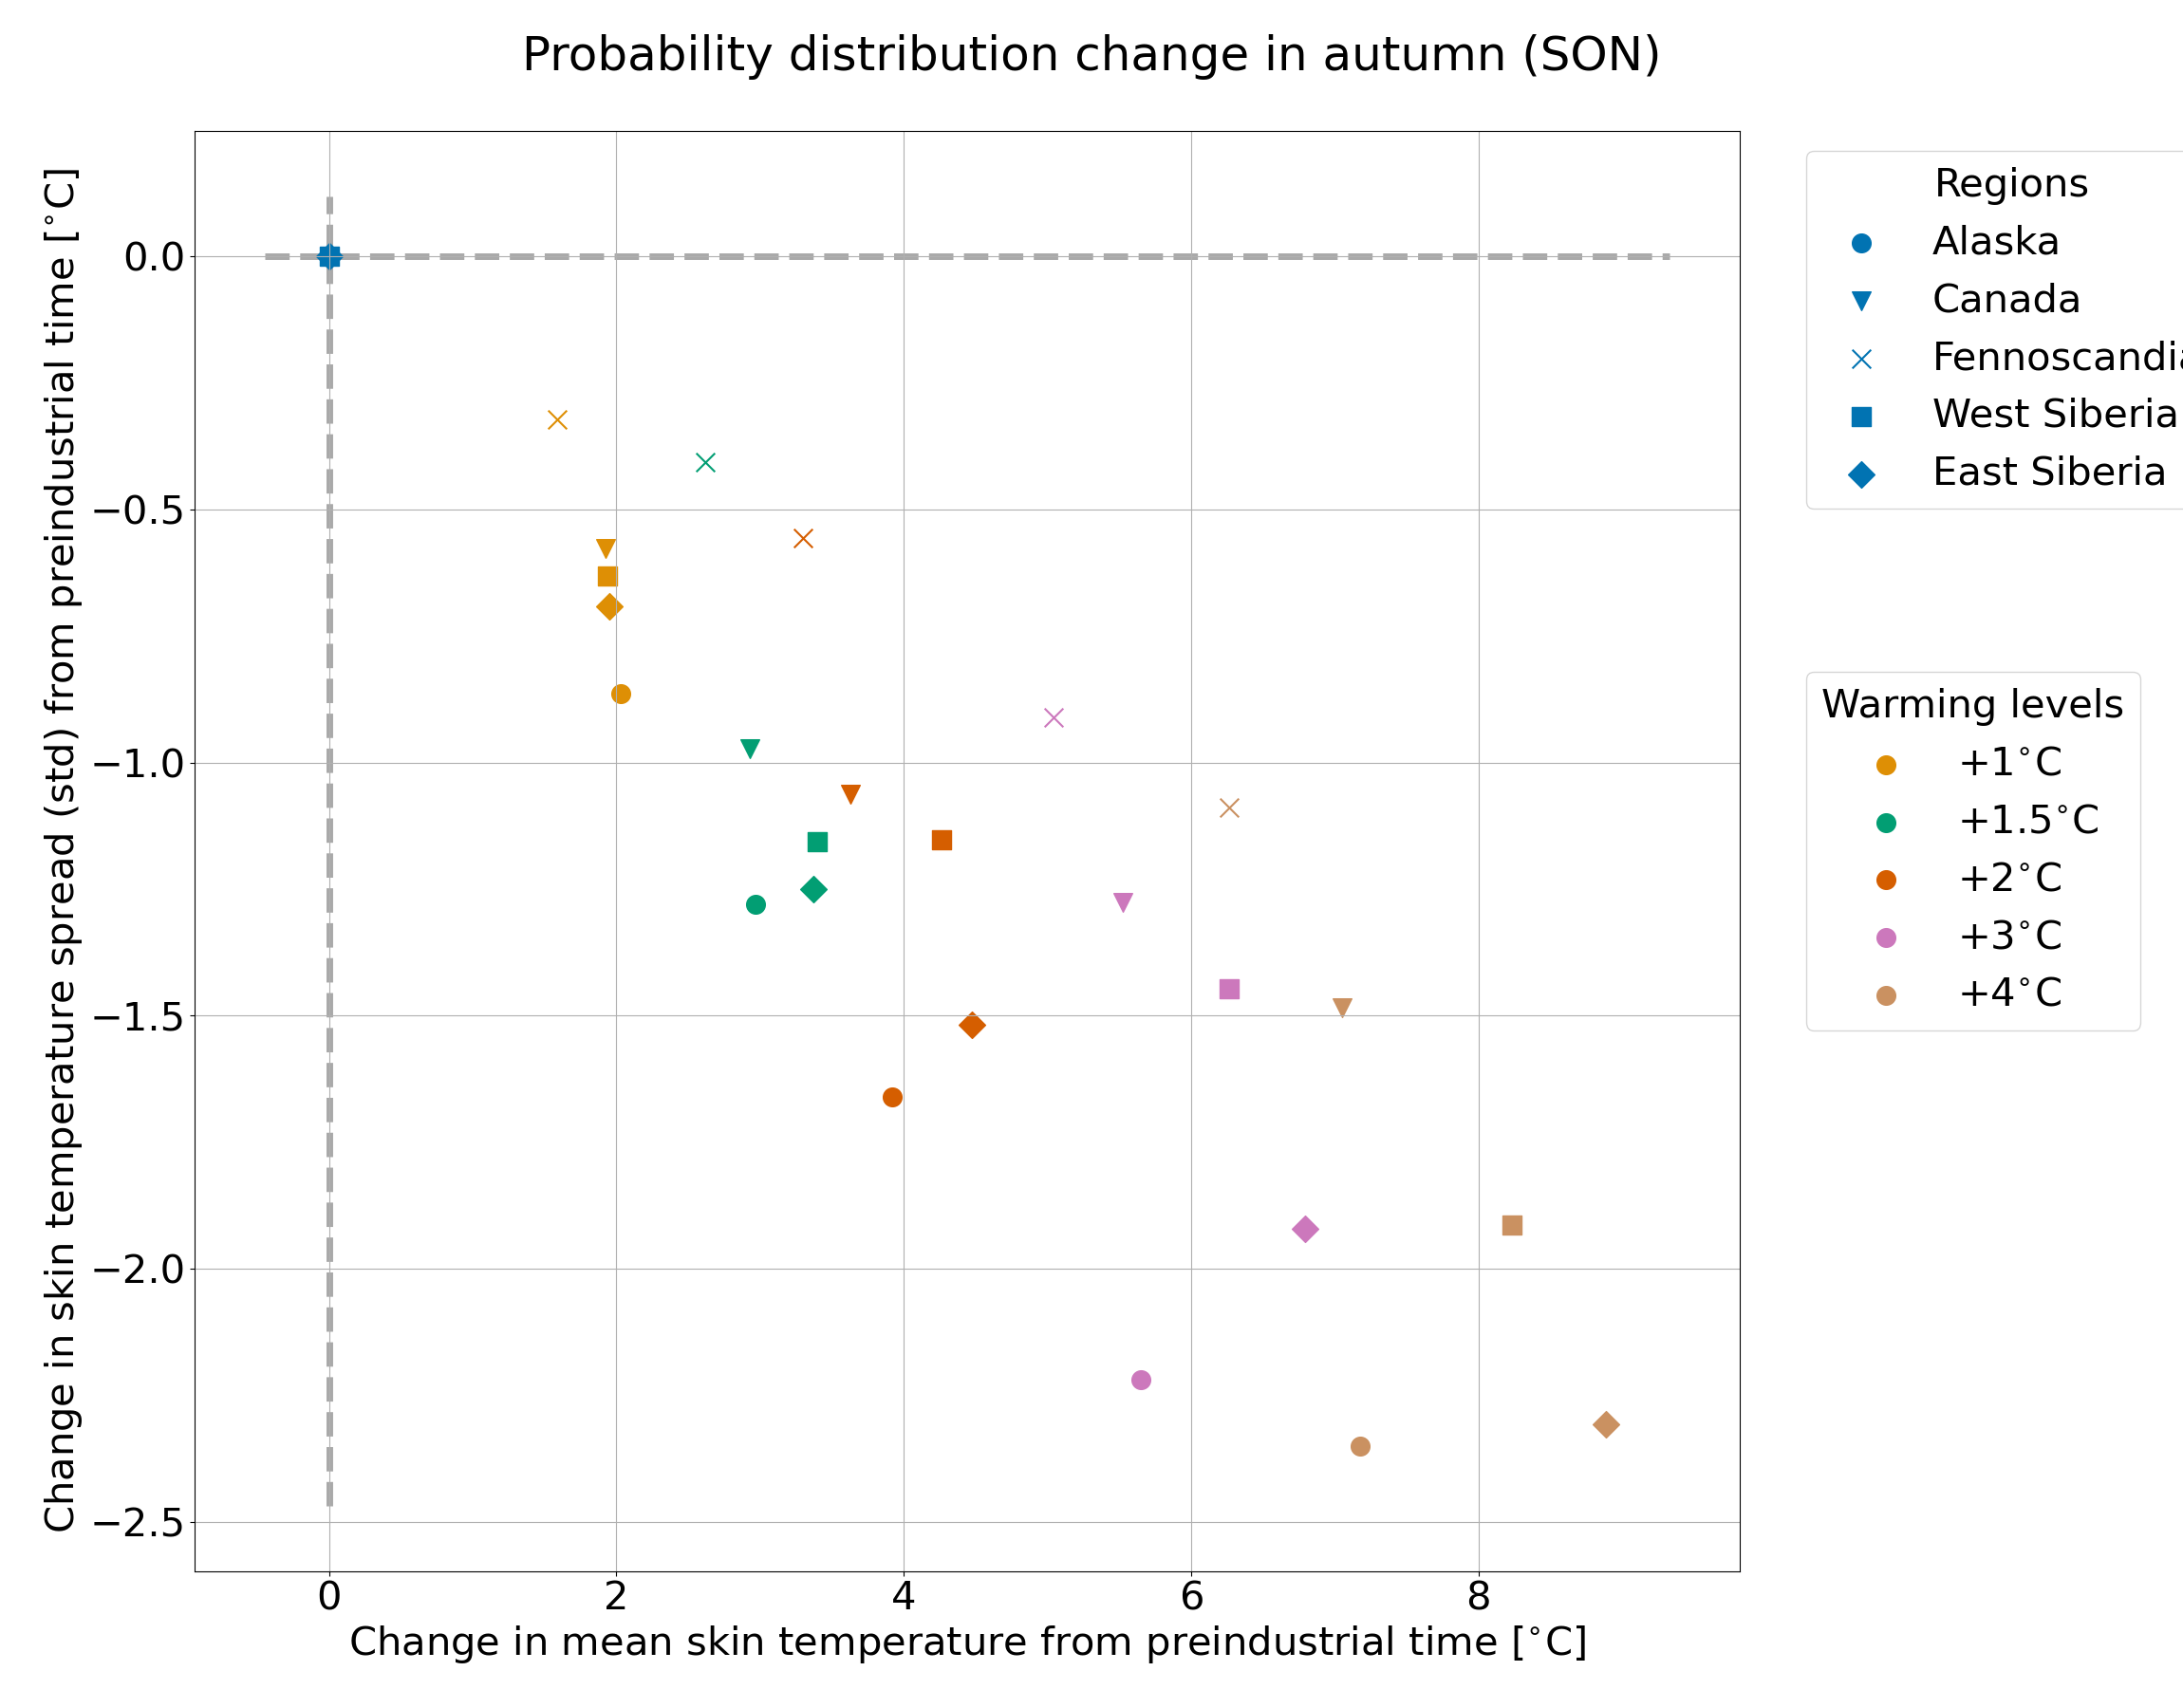 Probability distribution change in autumn (SON)
Change in skin temperature spread (std) from preindustrial time [°C]
0.0
−0.5
−1.0
−1.5
−2.0
−2.5
0 2 4 6 8
Change in mean skin temperature from preindustrial time [°C]
Regions
Alaska
Canada
Fennoscandia
West Siberia
East Siberia
Warming levels
+1°C
+1.5°C
+2°C
+3°C
+4°C